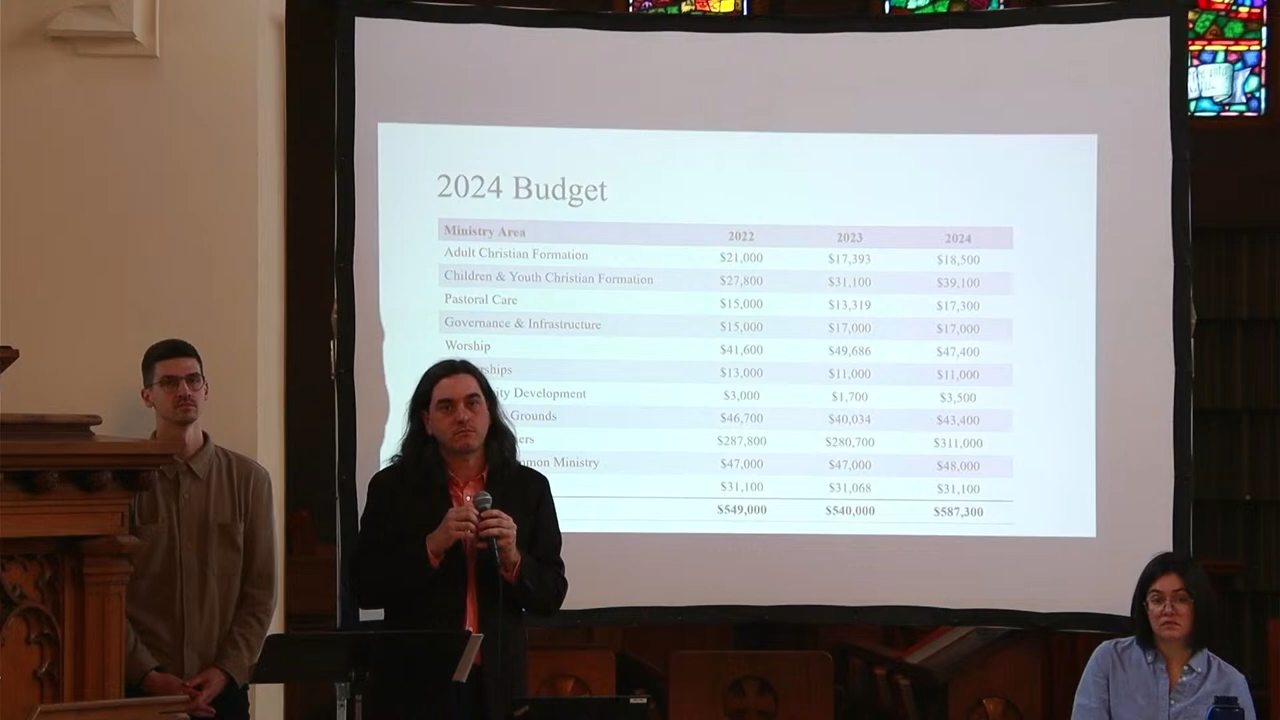 2024 Budget
Ministry Area 2022 2023 2024
Adult Christian Formation $21,000 $17,393 $18,500
Children & Youth Christian Formation $27,800 $31,100 $39,100
Pastoral Care $15,000 $13,319 $17,300
Governance & Infrastructure $15,000 $17,000 $17,000
Worship $41,600 $49,686 $47,400
erships $13,000 $11,000 $11,000
ity Development $3,000 $1,700 $3,500
Grounds $46,700 $40,034 $43,400
ers $287,800 $280,700 $311,000
mmon Ministry $47,000 $47,000 $48,000
$31,100 $31,068 $31,100
$549,000 $540,000 $587,300